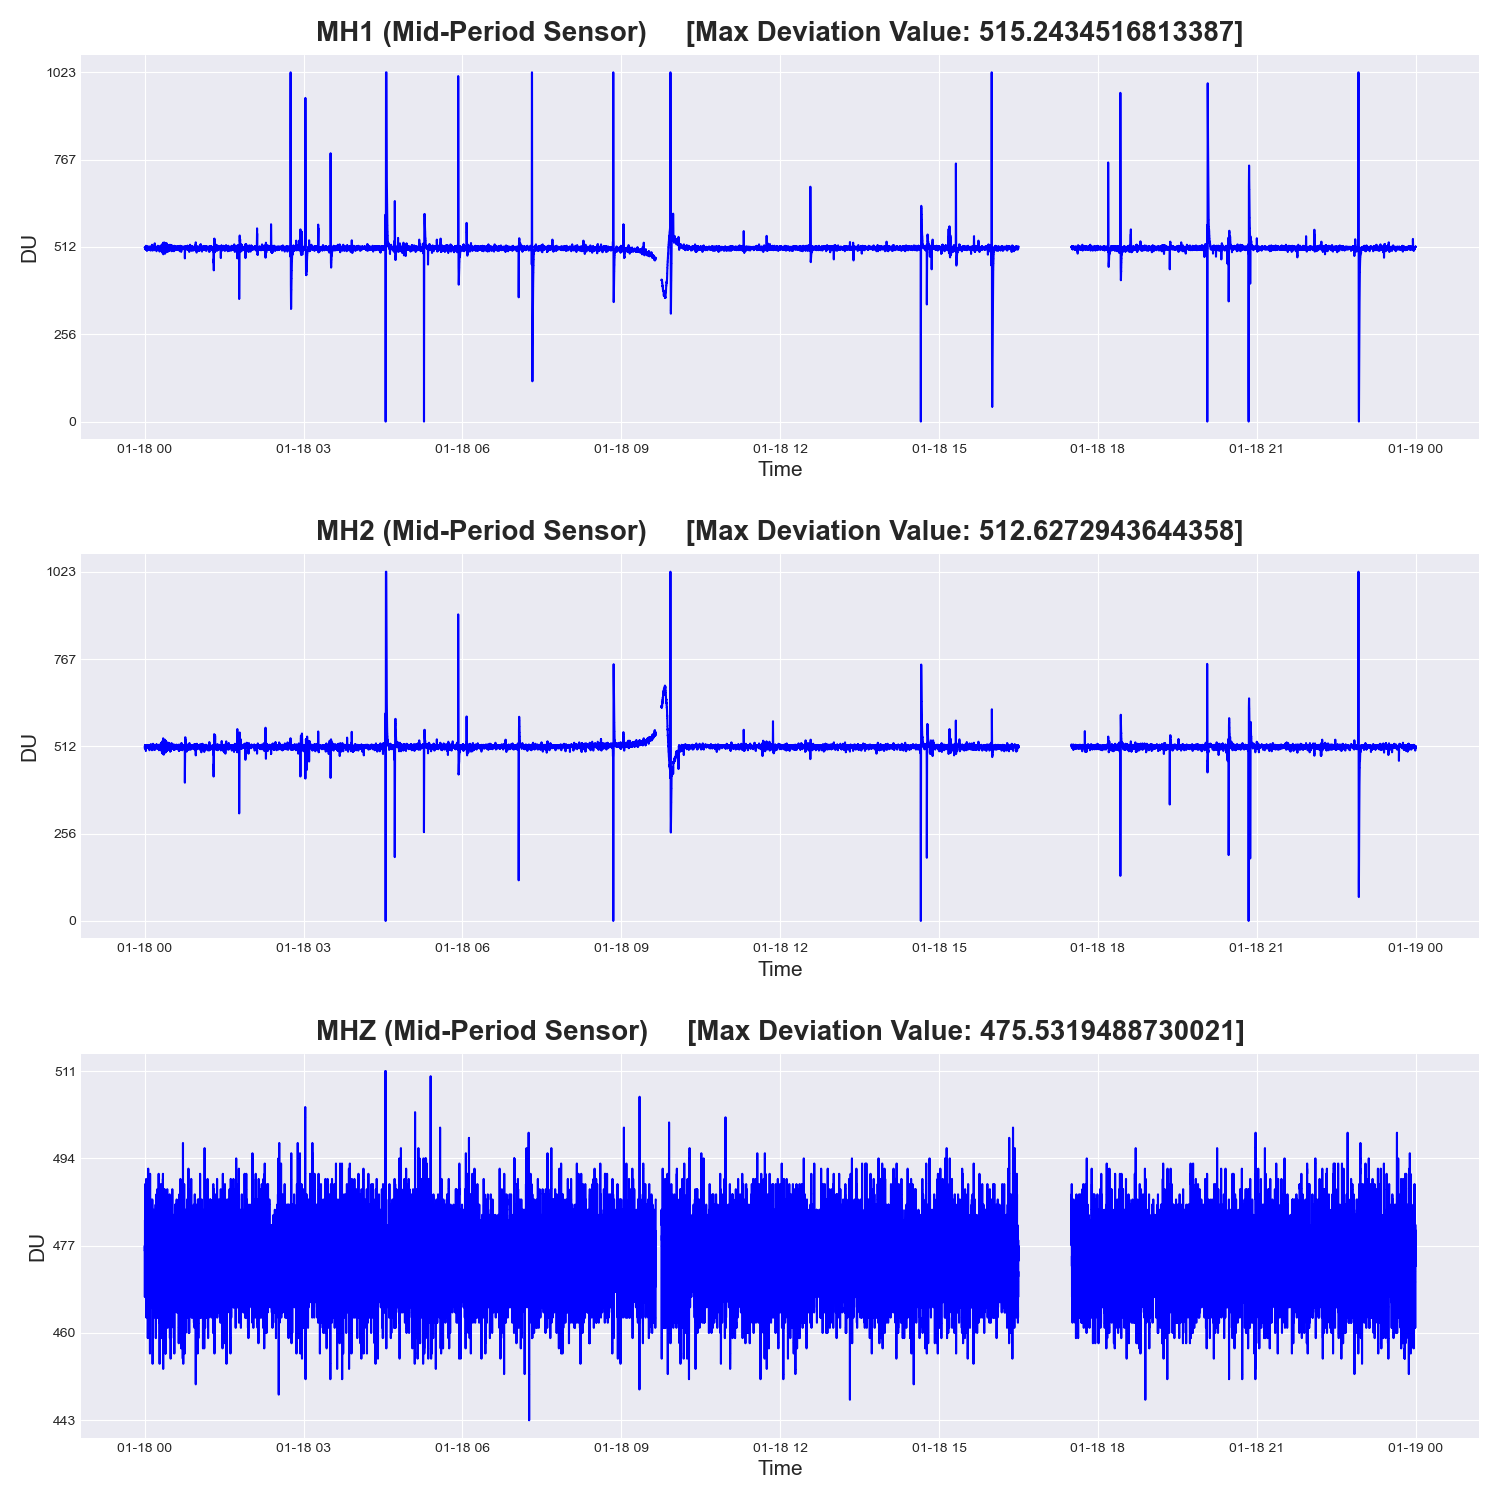 MH1 (Mid-Period Sensor) [Max Deviation Value: 515.2434516813387]
1023
767
512
256
0
DU
01-18 00 01-18 03 01-18 06 01-18 09 01-18 12 01-18 15 01-18 18 01-18 21 01-19 00
Time
MH2 (Mid-Period Sensor) [Max Deviation Value: 512.6272943644358]
1023
767
512
256
0
DU
01-18 00 01-18 03 01-18 06 01-18 09 01-18 12 01-18 15 01-18 18 01-18 21 01-19 00
Time
MHZ (Mid-Period Sensor) [Max Deviation Value: 475.5319488730021]
511
494
477
460
443
DU
01-18 00 01-18 03 01-18 06 01-18 09 01-18 12 01-18 15 01-18 18 01-18 21 01-19 00
Time